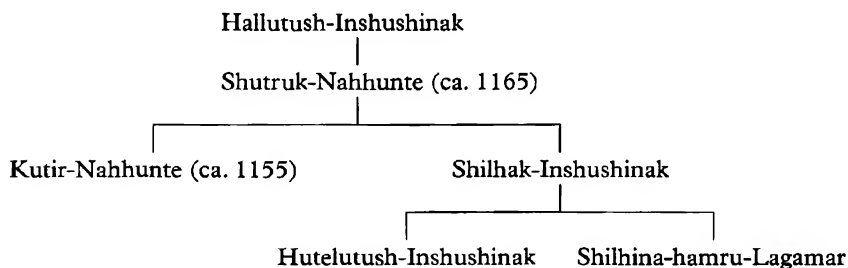 Hallutush-Inshushinak
Shutruk-Nahhunte (ca. 1165)
Kutir-Nahhunte (ca. 1155) Shilhak-Inshushinak
Hutelutush-Inshushinak Shilhina-hamru-Lagamar